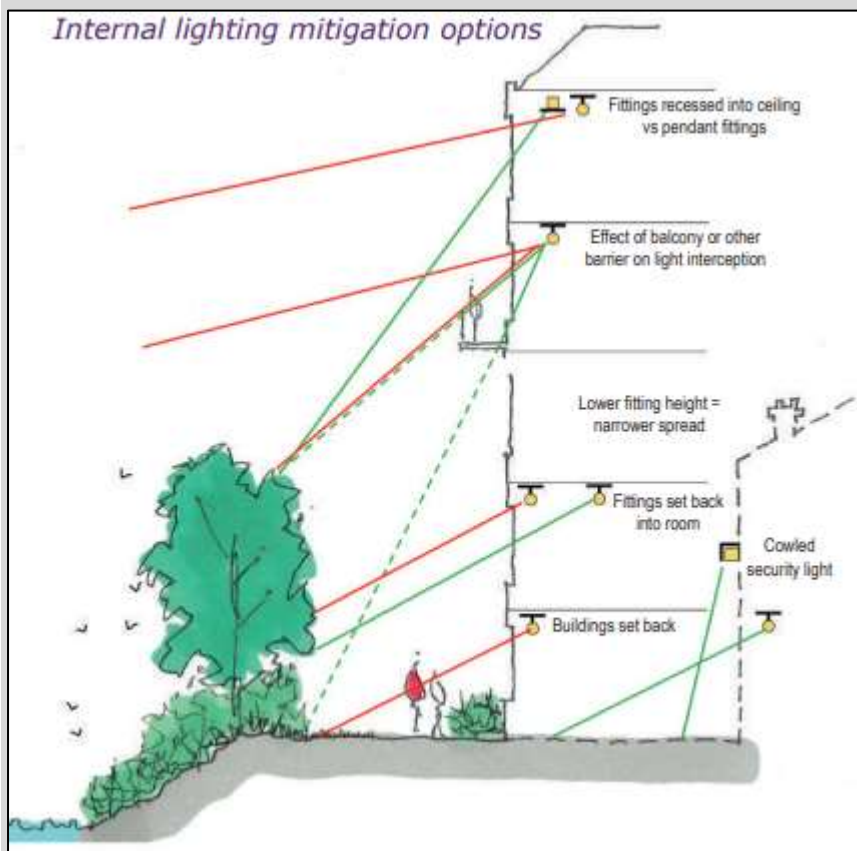 Internal lighting mitigation options
Fittings recessed into ceiling
vs pendant fittings
Effect of balcony or other
barrier on light interception
Lower fitting height =
narrower spread
Fittings set back
into room
Cowled
security light
Buildings set back